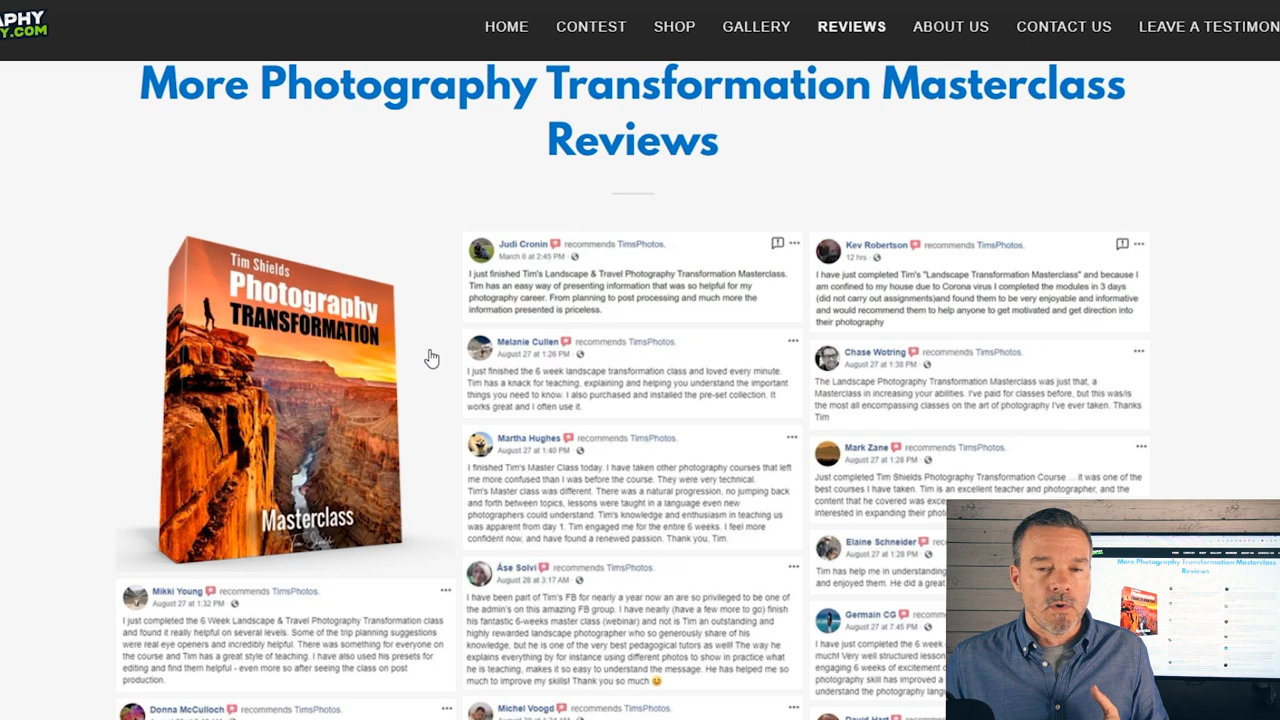 APHY
Y.COM
HOME
CONTEST
SHOP
GALLERY
REVIEWS
ABOUT US
CONTACT US
LEAVE A TESTIMON
More Photography Transformation Masterclass
Reviews
Tim Shields
Photography
TRANSFORMATION
Masterclass
Mikki Young recommends TimsPhotos.
August 27 at 1:32 PM
I just completed the 6 Week Landscape & Travel Photography Transformation class
and found it really helpful on several levels. Some of the trip planning suggestions
were real eye openers and incredibly helpful. There was something for everyone on
the course and Tim has a great style of teaching. I have also used his presets for
editing and find them helpful - even more so after seeing the class on post
production.
Donna McCulloch recommends TimsPhotos.
Judi Cronin recommends TimsPhotos.
March 6 at 2:45 PM
I just finished Tim's Landscape & Travel Photography Transformation Masterclass.
Tim has an easy way of presenting information that was so helpful for my
photography career. From planning to post processing and much more the
information presented is priceless.
Melanie Cullen recommends TimsPhotos.
August 27 at 1:26 PM
I just finished the 6 week landscape transformation class and loved every minute.
Tim has a knack for teaching, explaining and helping you understand the important
things you need to know. I also purchased and installed the pre-set collection. It
works great and I often use it.
Martha Hughes recommends TimsPhotos.
August 27 at 1:40 PM
I finished Tim's Master Class today. I have taken other photography courses that left
me more confused than I was before the course. They were very technical.
Tim's Master class was different. There was a natural progression, no jumping back
and forth between topics, lessons were taught in a language even new
photographers could understand. Tim's knowledge and enthusiasm in teaching us
was apparent from day 1. Tim engaged me for the entire 6 weeks. I feel more
confident now, and have found a renewed passion. Thank you, Tim.
Åse Solvi recommends TimsPhotos.
August 28 at 3:17 AM
I have been part of Tim's FB for nearly a year now an are so privileged to be one of
the admin's on this amazing FB group. I have nearly (have a few more to go) finish
his fantastic 6-weeks master class (webinar) and not is Tim an outstanding and
highly rewarded landscape photographer who so generously share of his
knowledge, but he is one of the very best pedagogical tutors as well! The way he
explains everything by for instance using different photos to show in practice what
he is teaching, makes it so easy to understand the message. He has helped me so
much to improve my skills! Thank you so much
Michel Voogd recommends TimsPhotos.
Kev Robertson recommends TimsPhotos.
12 hrs
I have just completed Tim's "Landscape Transformation Masterclass" and because I
am confined to my house due to Corona virus I completed the modules in 3 days
(did not carry out assignments)and found them to be very enjoyable and informative
and would recommend them to help anyone to get motivated and get direction into
their photography
Chase Wotring recommends TimsPhotos.
August 27 at 1:38 PM
The Landscape Photography Transformation Masterclass was just that, a
Masterclass in increasing your abilities. I've paid for classes before, but this was/is
the most all encompassing classes on the art of photography I've ever taken. Thanks
Tim
Mark Zane recommends TimsPhotos.
August 27 at 1:28 PM
Just completed Tim Shields Photography Transformation Course ... it was one of the
best courses I have taken. Tim is an excellent teacher and photographer, and the
content that he covered was exce
interested in expanding their phot
Elaine Schneider
August 27 at 1:28 PM
Tim has help me in understanding
and enjoyed them. He did a great
Germain CG
August 27 at 7:45 PM
I have just completed the 6 week
much! Very well structured lesson
engaging 6 weeks of excitement
photography skill has improved a
understand the photography lang
More Photography Transformation Masterclass
Reviews